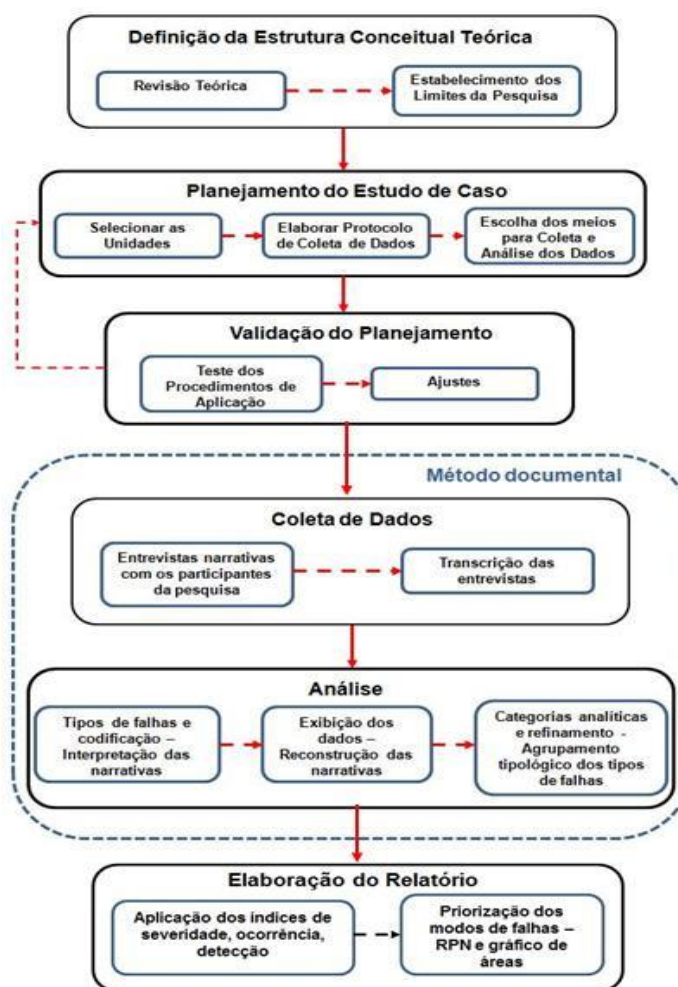 Definição da Estrutura Conceitual Teórica
Revisão Teórica
Estabelecimento dos
Limites da Pesquisa
Planejamento do Estudo de Caso
Selecionar as
Unidades
Elaborar Protocolo
de Coleta de Dados
Escolha dos meios
para Coleta e
Análise dos Dados
Validação do Planejamento
Teste dos
Procedimentos de
Aplicação
Ajustes
Método documental
Coleta de Dados
Entrevistas narrativas
com os participantes
da pesquisa
Transcrição das
entrevistas
Análise
Tipos de falhas e
codificação –
Interpretação das
narrativas
Exibição dos
dados –
Reconstrução das
narrativas
Categorias analíticas
e refinamento -
Agrupamento
tipológico dos tipos
de falhas
Elaboração do Relatório
Aplicação dos índices de
severidade, ocorrência,
detecção
Priorização dos
modos de falhas –
RPN e gráfico de
áreas